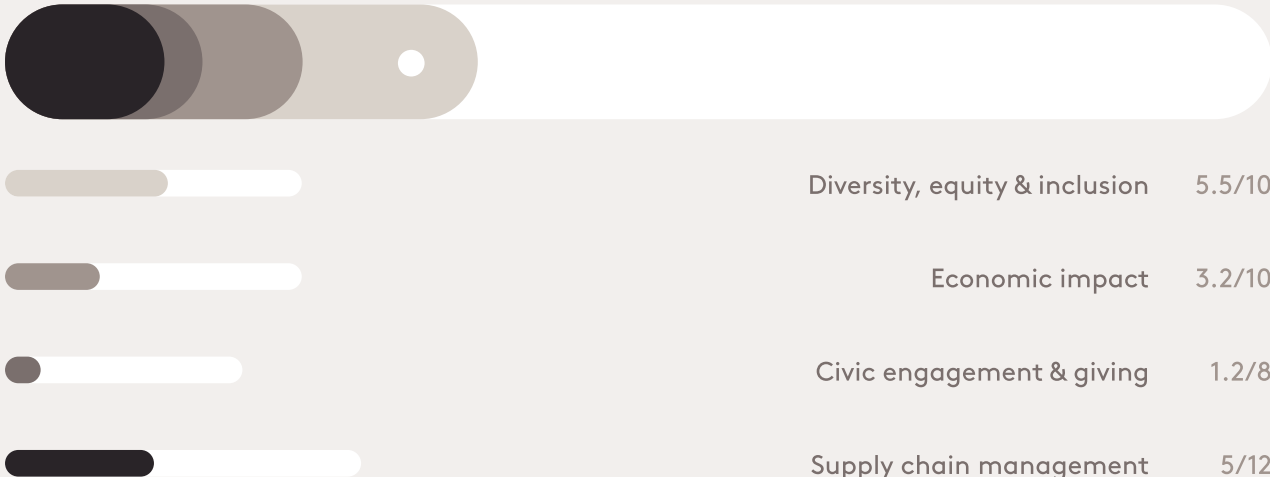 Diversity, equity & inclusion 5.5/10
Economic impact 3.2/10
Civic engagement & giving 1.2/8
Supply chain management 5/12